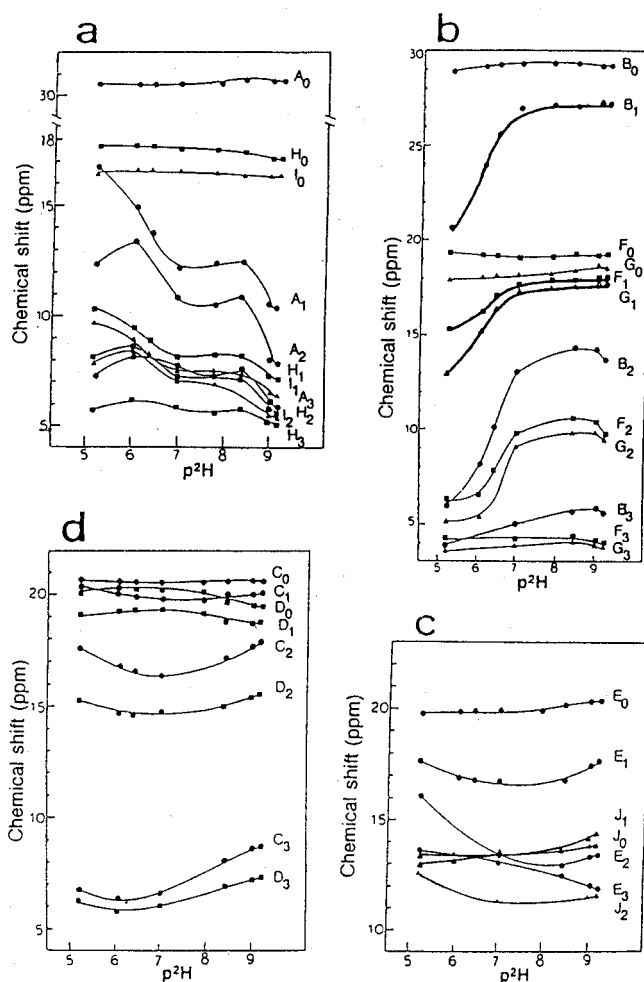 a
Chemical shift (ppm)
31
30
18
17
15
10
5
A0
H0
I0
A1
A2
H1
I1
A3
I2
H2
H3
5
6
7
8
9
p²H
b
Chemical shift (ppm)
30
25
20
15
10
5
B0
B1
F0
G0
F1
G1
B2
F2
G2
B3
F3
G3
5
6
7
8
9
p²H
d
Chemical shift (ppm)
20
15
10
5
C0
C1
D0
D1
C2
D2
C3
D3
5
6
7
8
9
p²H
c
Chemical shift (ppm)
20
15
10
E0
E1
J1
J0
E2
E3
J2
5
6
7
8
9
p²H